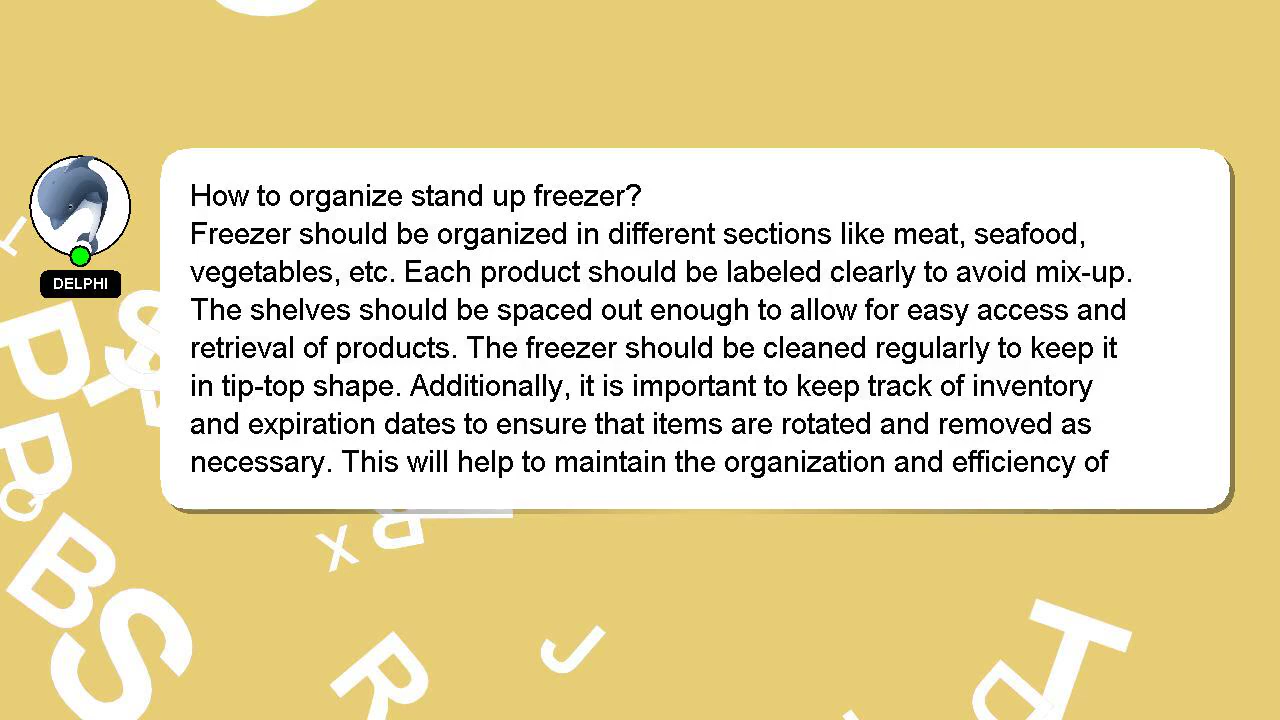 How to organize stand up freezer?
Freezer should be organized in different sections like meat, seafood,
vegetables, etc. Each product should be labeled clearly to avoid mix-up.
The shelves should be spaced out enough to allow for easy access and
retrieval of products. The freezer should be cleaned regularly to keep it
in tip-top shape. Additionally, it is important to keep track of inventory
and expiration dates to ensure that items are rotated and removed as
necessary. This will help to maintain the organization and efficiency of
DELPHI